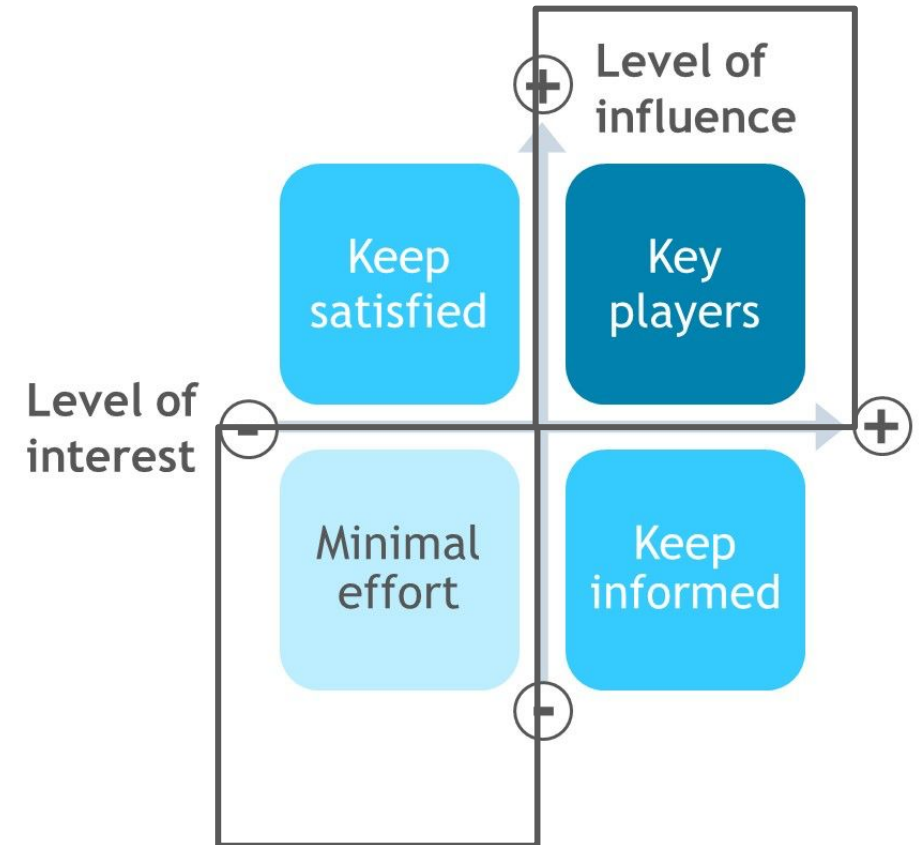 Level of
influence
+
Keep
satisfied
Key
players
Level of
interest
-
+
Minimal
effort
Keep
informed
-